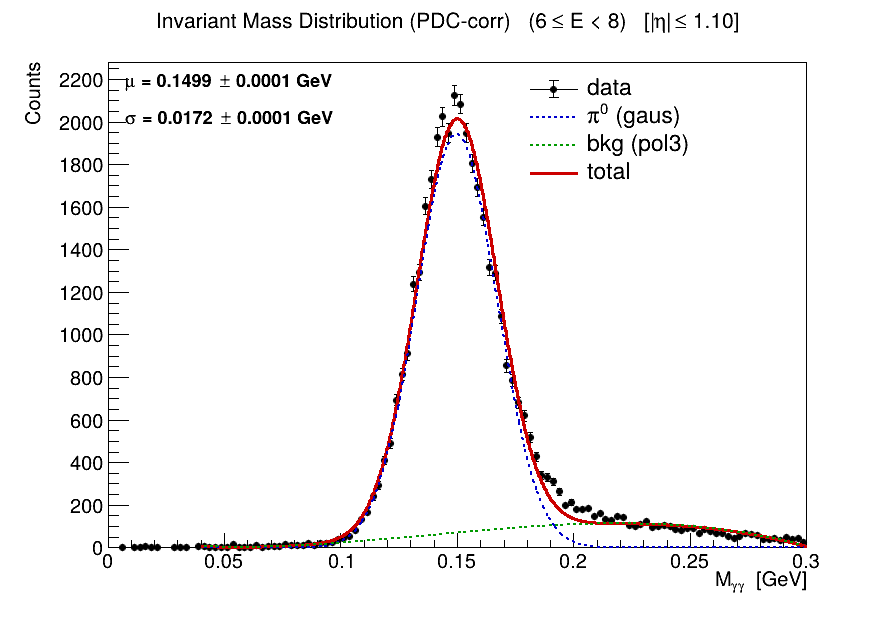 Invariant Mass Distribution (PDC-corr) (6 ≤ E < 8) [|η| ≤ 1.10]
Counts
μ = 0.1499 ± 0.0001 GeV
σ = 0.0172 ± 0.0001 GeV
data
π⁰ (gaus)
bkg (pol3)
total
2200
2000
1800
1600
1400
1200
1000
800
600
400
200
0
0 0.05 0.1 0.15 0.2 0.25 0.3
Mγγ [GeV]